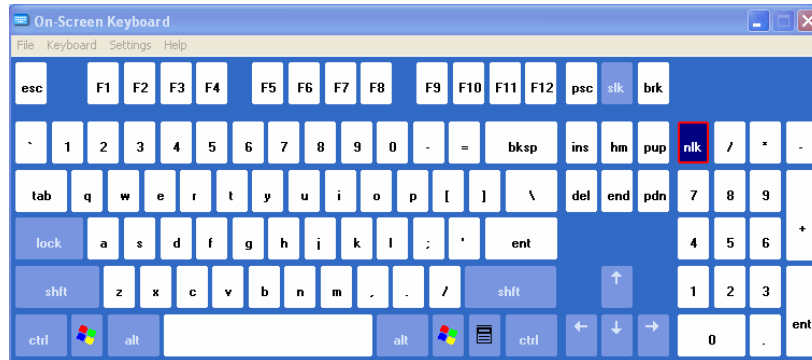 On-Screen Keyboard
File Keyboard Settings Help
esc F1 F2 F3 F4 F5 F6 F7 F8 F9 F10 F11 F12 psc slk brk
` 1 2 3 4 5 6 7 8 9 0 - = bksp ins hm pup nlk / * -
tab q w e r t y u i o p [ ] \ del end pdn 7 8 9
lock a s d f g h j k l ; ' ent 4 5 6 +
shft z x c v b n m , . / shft ↑ 1 2 3
ctrl alt alt ctrl ← ↓ → 0 . ent